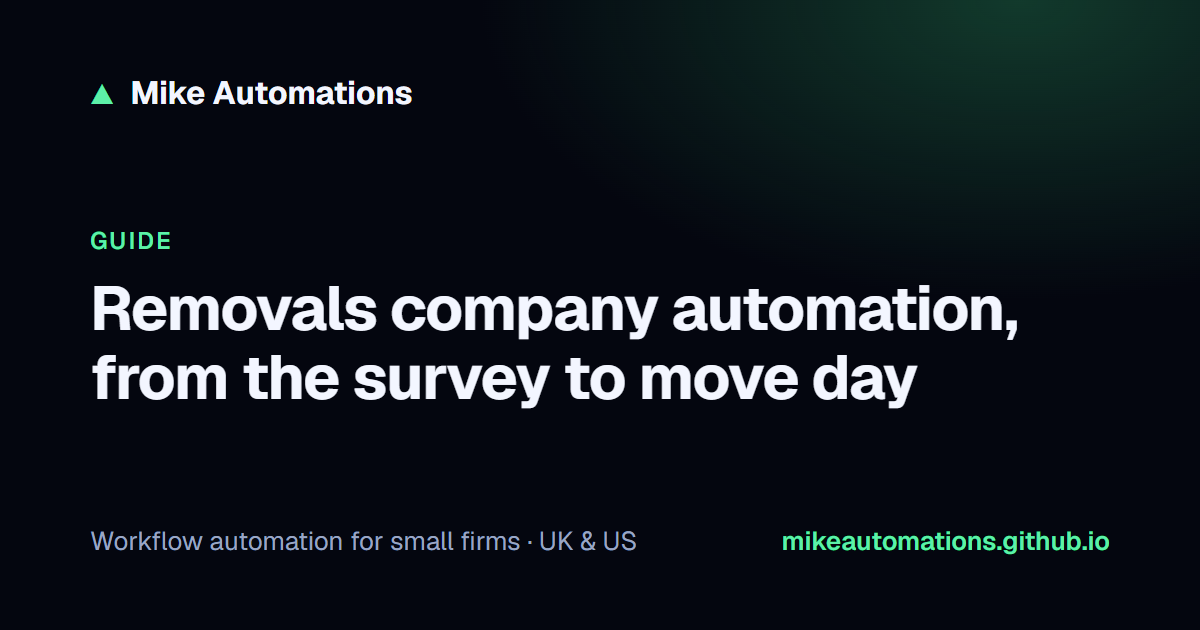 Mike Automations
GUIDE
Removals company automation,
from the survey to move day
Workflow automation for small firms · UK & US
mikeautomations.github.io